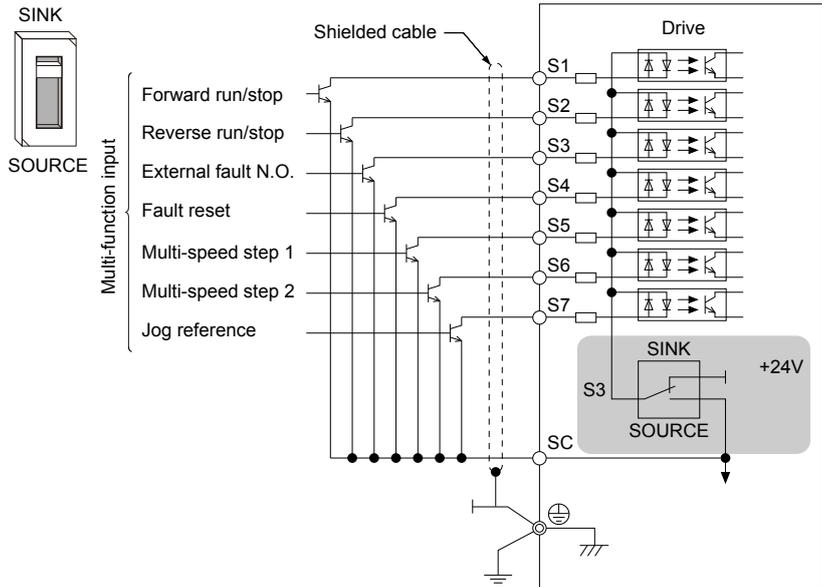 SINK
SOURCE
Shielded cable
Drive
Multi-function input
Forward run/stop
Reverse run/stop
External fault N.O.
Fault reset
Multi-speed step 1
Multi-speed step 2
Jog reference
S1
S2
S3
S4
S5
S6
S7
SINK
+24V
S3
SOURCE
SC